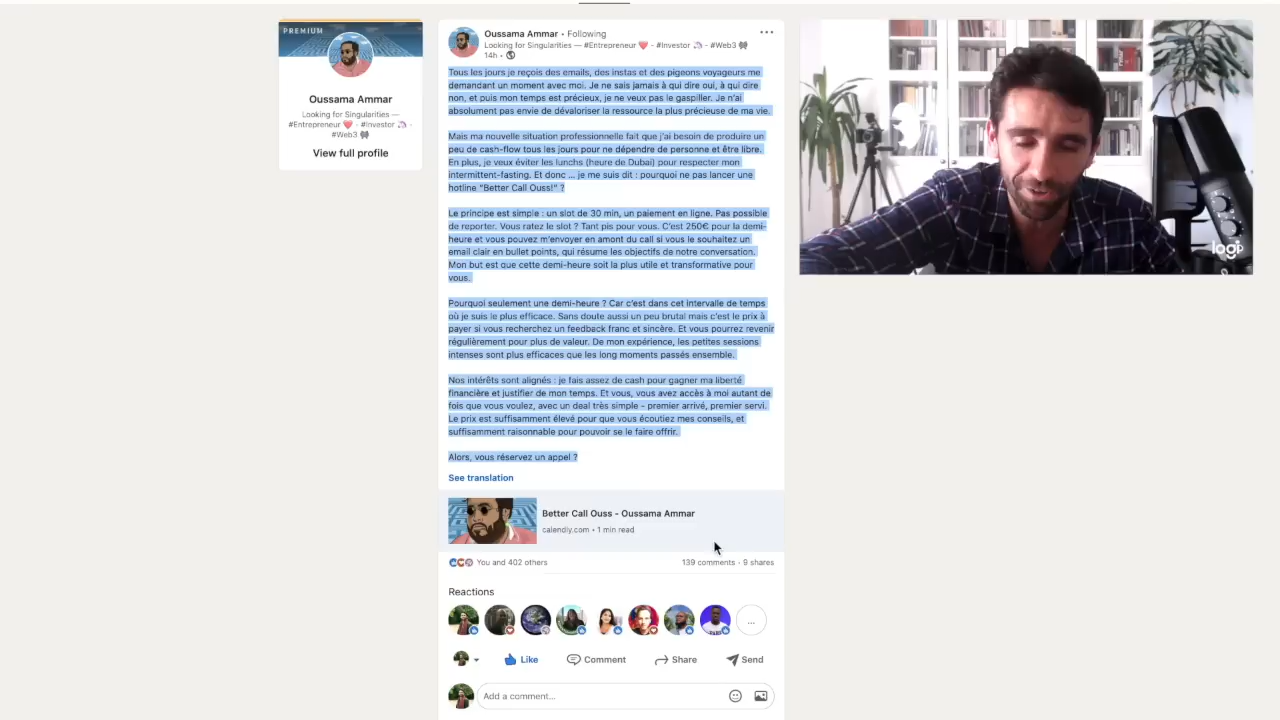 PREMIUM
Oussama Ammar
Looking for Singularities —
#Entrepreneur ❤️ - #Investor 🦄 -
#Web3 👯
View full profile
Oussama Ammar • Following
Looking for Singularities — #Entrepreneur ❤️ - #Investor 🦄 - #Web3 👯
14h •
Tous les jours je reçois des emails, des instas et des pigeons voyageurs me
demandant un moment avec moi. Je ne sais jamais à qui dire oui, à qui dire
non, et puis mon temps est précieux, je ne veux pas le gaspiller. Je n'ai
absolument pas envie de dévaloriser la ressource la plus précieuse de ma vie.
Mais ma nouvelle situation professionnelle fait que j'ai besoin de produire un
peu de cash-flow tous les jours pour ne dépendre de personne et être libre.
En plus, je veux éviter les lunchs (heure de Dubai) pour respecter mon
intermittent-fasting. Et donc ... je me suis dit : pourquoi ne pas lancer une
hotline "Better Call Ouss!" ?
Le principe est simple : un slot de 30 min, un paiement en ligne. Pas possible
de reporter. Vous ratez le slot ? Tant pis pour vous. C'est 250€ pour la demi-
heure et vous pouvez m'envoyer en amont du call si vous le souhaitez un
email clair en bullet points, qui résume les objectifs de notre conversation.
Mon but est que cette demi-heure soit la plus utile et transformative pour
vous.
Pourquoi seulement une demi-heure ? Car c'est dans cet intervalle de temps
où je suis le plus efficace. Sans doute aussi un peu brutal mais c'est le prix à
payer si vous recherchez un feedback franc et sincère. Et vous pourrez revenir
régulièrement pour plus de valeur. De mon expérience, les petites sessions
intenses sont plus efficaces que les long moments passés ensemble.
Nos intérêts sont alignés : je fais assez de cash pour gagner ma liberté
financière et justifier de mon temps. Et vous, vous avez accès à moi autant de
fois que vous voulez, avec un deal très simple - premier arrivé, premier servi.
Le prix est suffisamment élevé pour que vous écoutiez mes conseils, et
suffisamment raisonnable pour pouvoir se le faire offrir.
Alors, vous réservez un appel ?
See translation
Better Call Ouss - Oussama Ammar
calendly.com • 1 min read
You and 402 others
139 comments • 9 shares
Reactions
...
Like
Comment
Share
Send
Add a comment...
logi